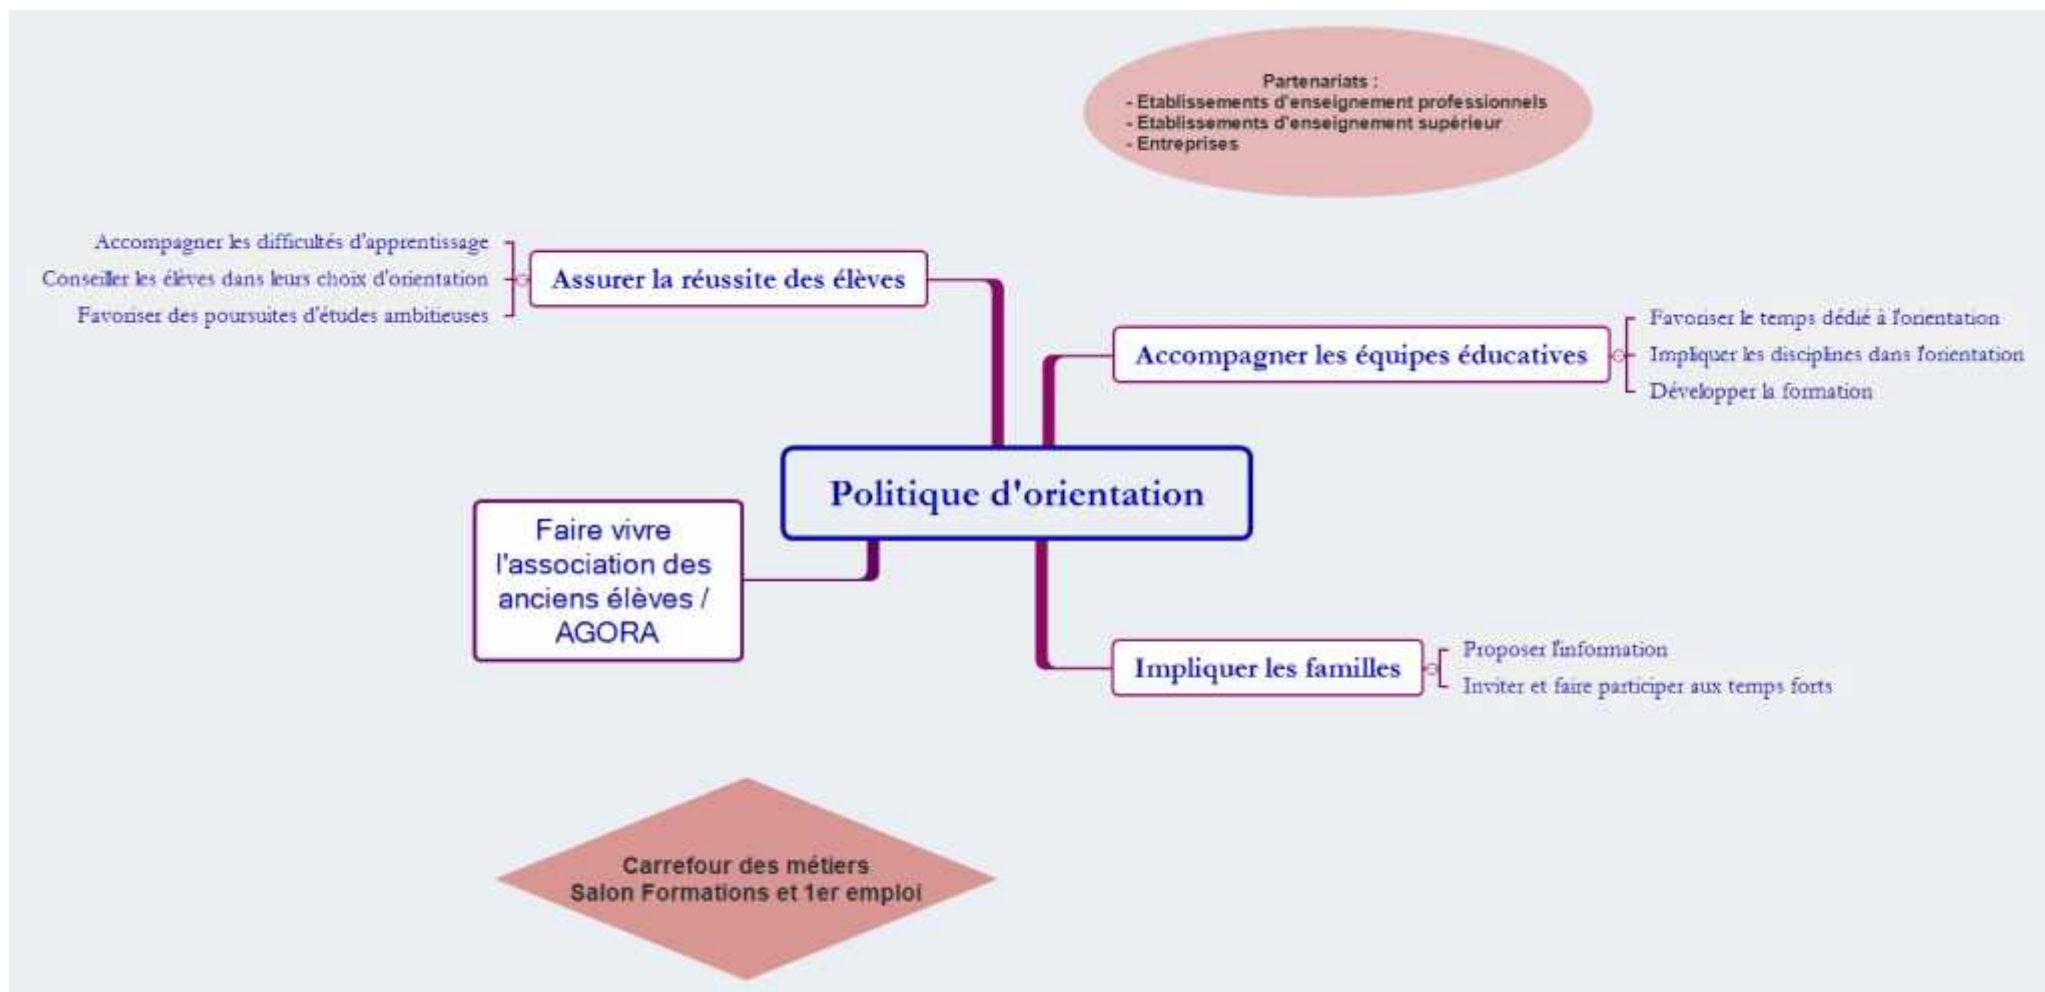 Partenariats :
- Etablissements d'enseignement professionnels
- Etablissements d'enseignement supérieur
- Entreprises
Accompagner les difficultés d'apprentissage
Conseiller les élèves dans leurs choix d'orientation
Favoriser des poursuites d'études ambitieuses
Assurer la réussite des élèves
Accompagner les équipes éducatives
Favoriser le temps dédié à l'orientation
Impliquer les disciplines dans l'orientation
Développer la formation
Politique d'orientation
Faire vivre
l'association des
anciens élèves /
AGORA
Impliquer les familles
Proposer l'information
Inviter et faire participer aux temps forts
Carrefour des métiers
Salon Formations et 1er emploi